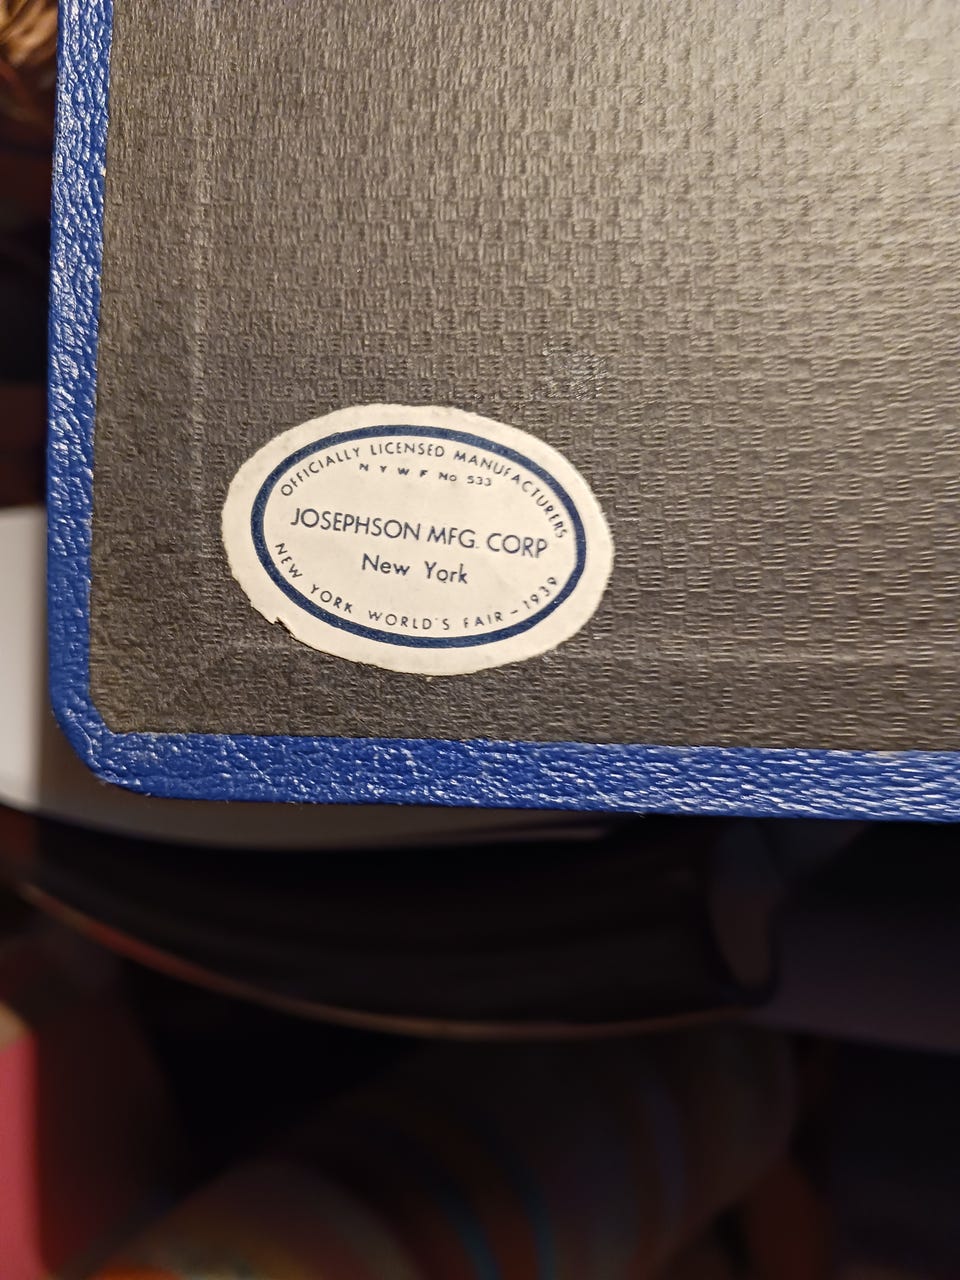 OFFICIALLY LICENSED MANUFACTURERS
N Y W F No 533
JOSEPHSON MFG. CORP
New York
NEW YORK WORLD'S FAIR - 1939